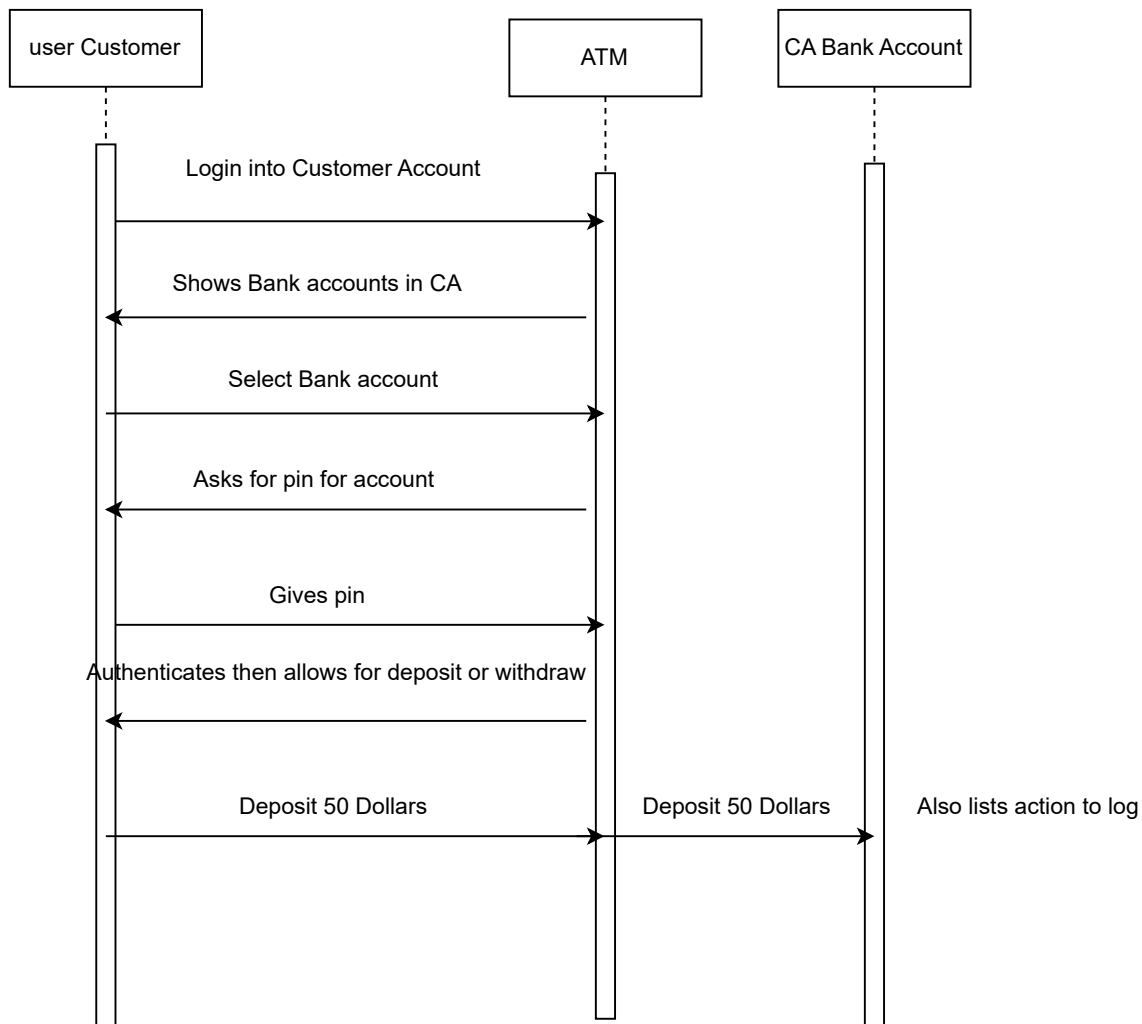 user Customer
ATM
CA Bank Account
Login into Customer Account
Shows Bank accounts in CA
Select Bank account
Asks for pin for account
Gives pin
Authenticates then allows for deposit or withdraw
Deposit 50 Dollars
Deposit 50 Dollars
Also lists action to log